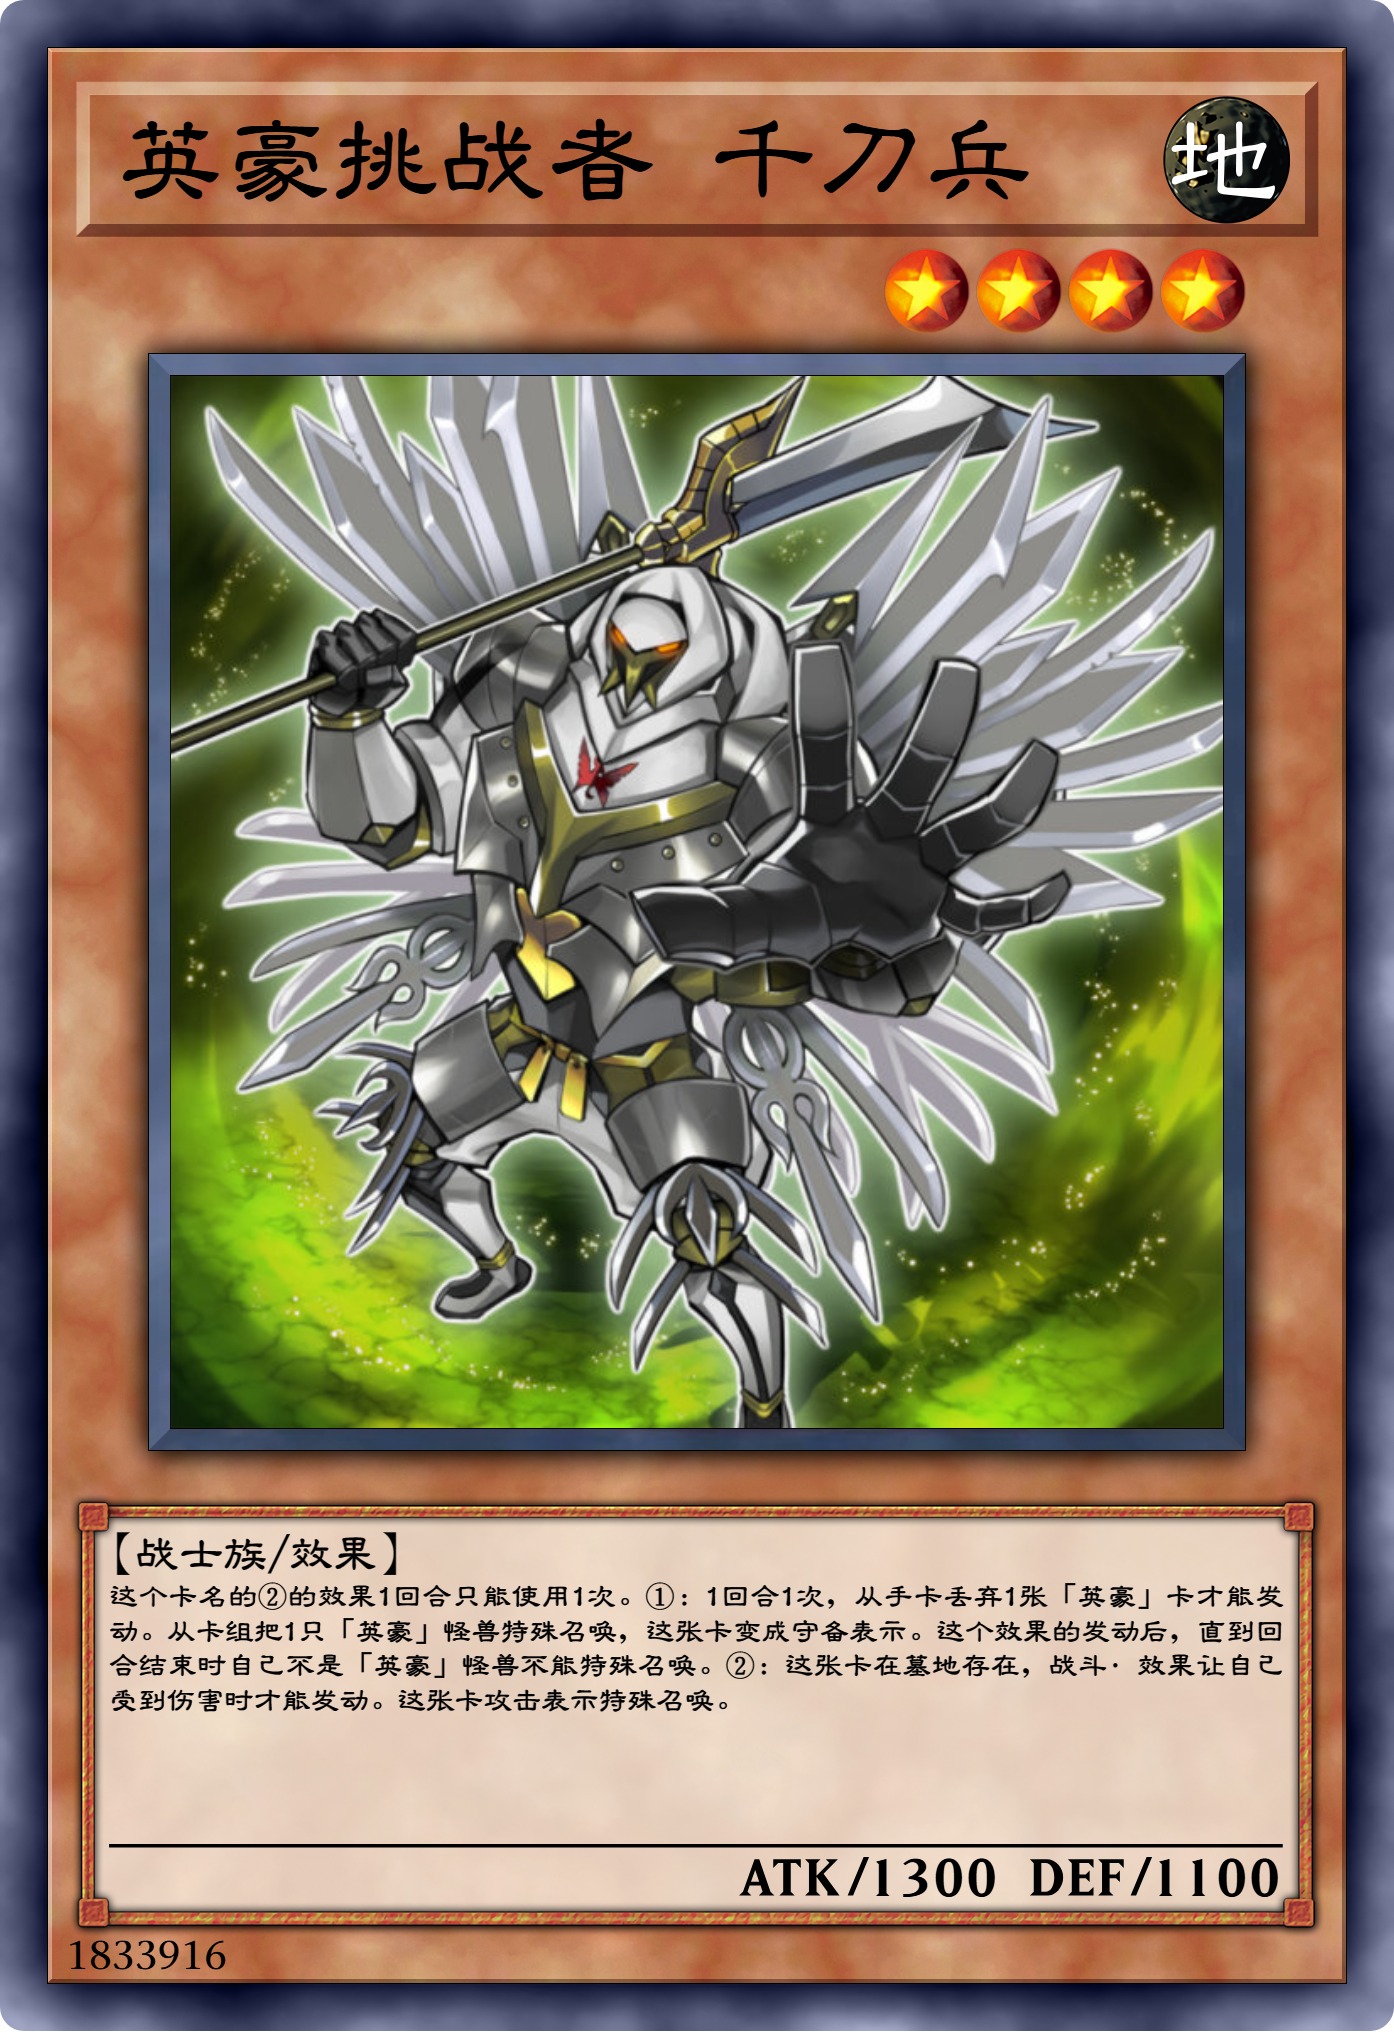 英豪挑战者 千刀兵
地
【战士族/效果】
这个卡名的②的效果1回合只能使用1次。①：1回合1次，从手卡丢弃1张「英豪」卡才能发
动。从卡组把1只「英豪」怪兽特殊召唤，这张卡变成守备表示。这个效果的发动后，直到回
合结束时自己不是「英豪」怪兽不能特殊召唤。②：这张卡在墓地存在，战斗·效果让自己
受到伤害时才能发动。这张卡攻击表示特殊召唤。
ATK/1300 DEF/1100
1833916